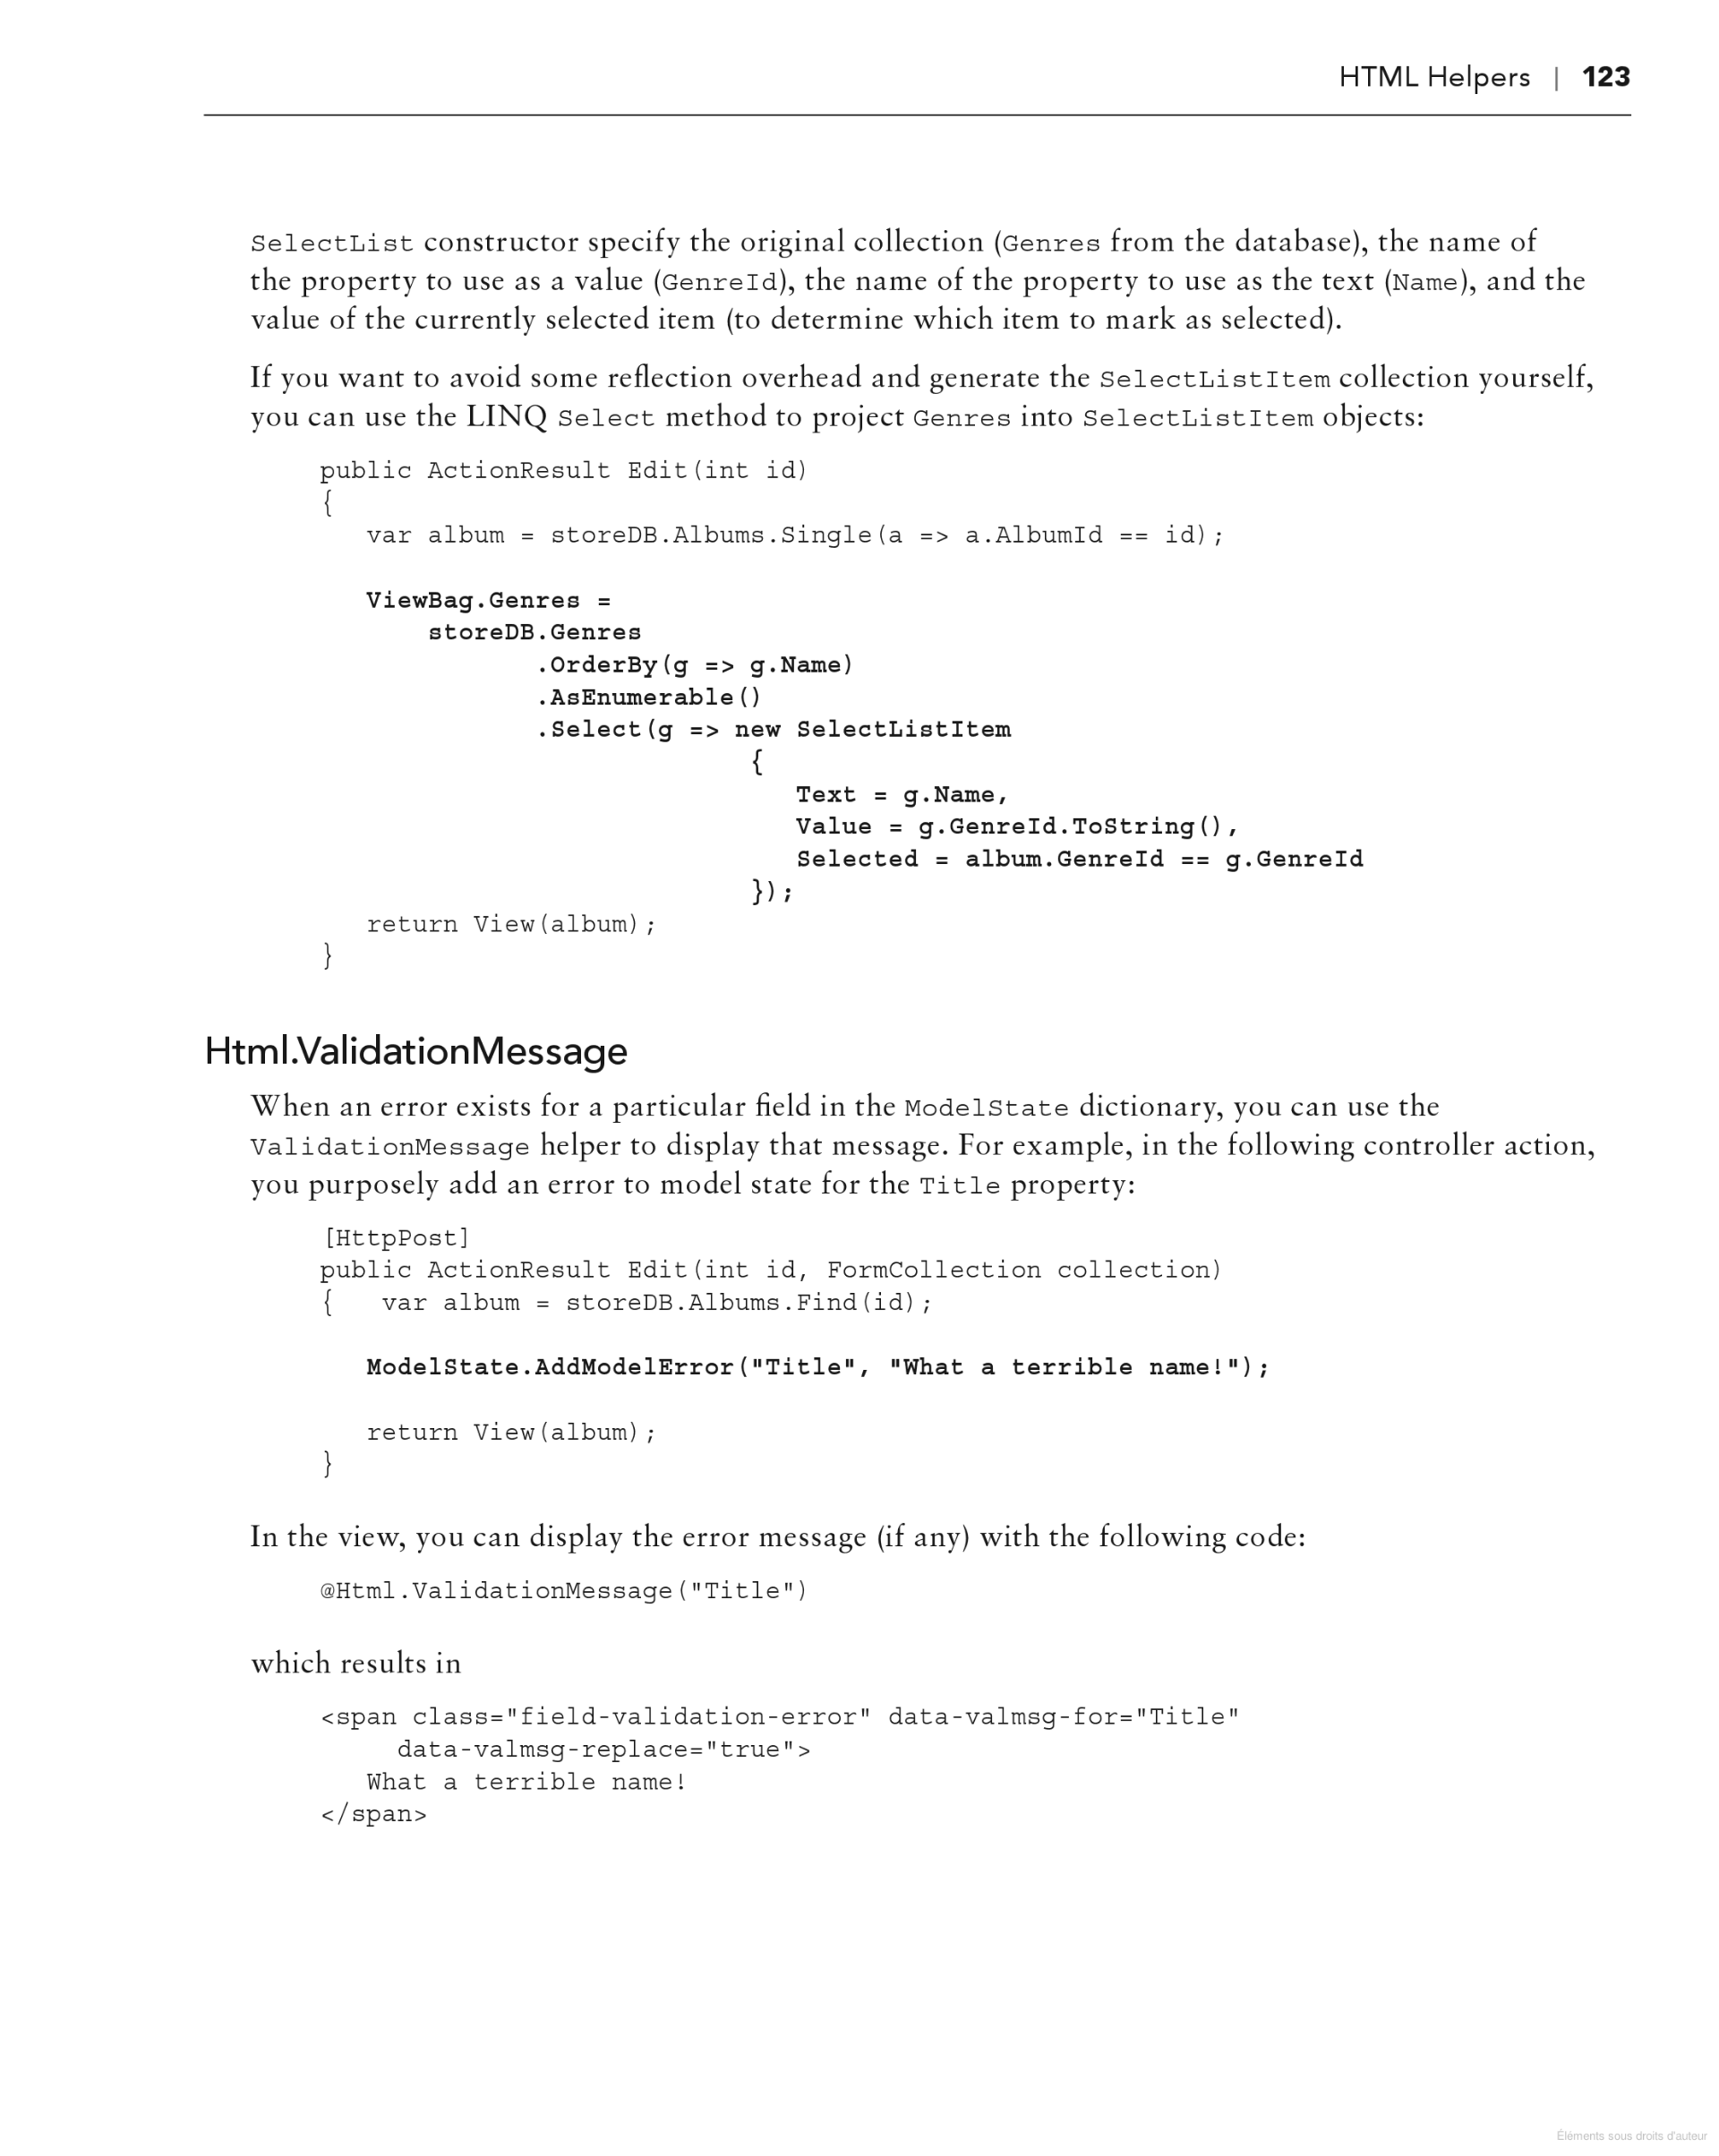 HTML Helpers | 123
SelectList constructor specify the original collection (Genres from the database), the name of
the property to use as a value (GenreId), the name of the property to use as the text (Name), and the
value of the currently selected item (to determine which item to mark as selected).
If you want to avoid some reflection overhead and generate the SelectListItem collection yourself,
you can use the LINQ Select method to project Genres into SelectListItem objects:
public ActionResult Edit(int id)
{
var album = storeDB.Albums.Single(a => a.AlbumId == id);
ViewBag.Genres =
storeDB.Genres
.OrderBy(g => g.Name)
.AsEnumerable()
.Select(g => new SelectListItem
{
Text = g.Name,
Value = g.GenreId.ToString(),
Selected = album.GenreId == g.GenreId
});
return View(album);
}
Html.ValidationMessage
When an error exists for a particular field in the ModelState dictionary, you can use the
ValidationMessage helper to display that message. For example, in the following controller action,
you purposely add an error to model state for the Title property:
[HttpPost]
public ActionResult Edit(int id, FormCollection collection)
{ var album = storeDB.Albums.Find(id);
ModelState.AddModelError("Title", "What a terrible name!");
return View(album);
}
In the view, you can display the error message (if any) with the following code:
@Html.ValidationMessage("Title")
which results in
<span class="field-validation-error" data-valmsg-for="Title"
data-valmsg-replace="true">
What a terrible name!
</span>
Éléments sous droits d'auteur